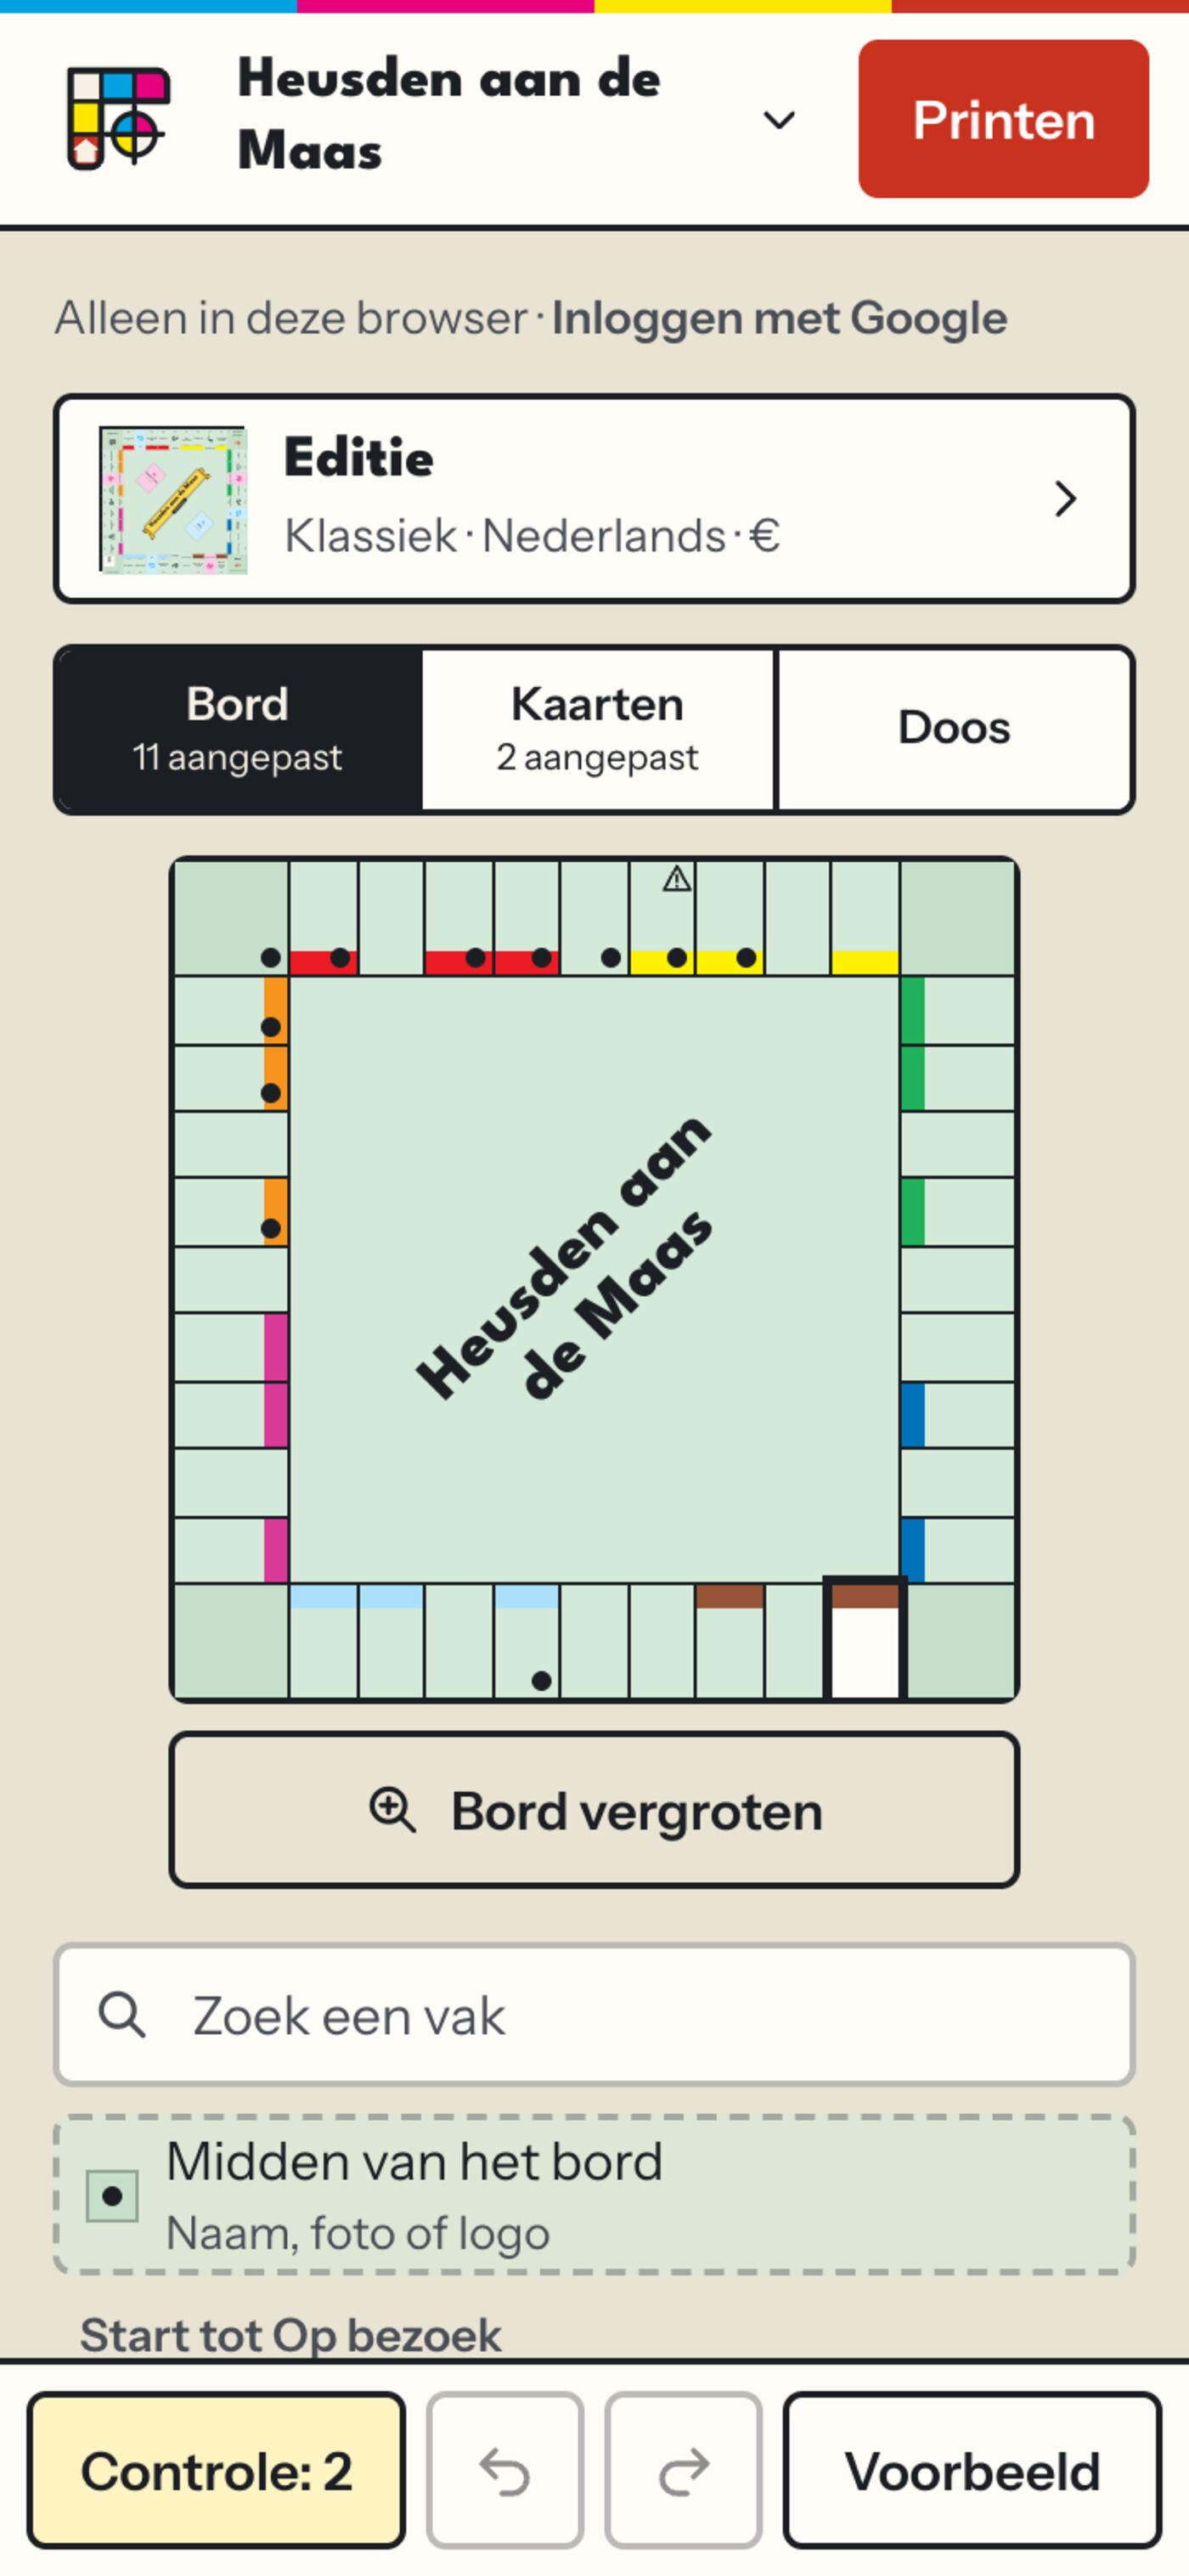 Heusden aan de
Maas
Printen
Alleen in deze browser · Inloggen met Google
Editie
Klassiek · Nederlands · €
Bord
11 aangepast
Kaarten
2 aangepast
Doos
Heusden aan
de Maas
Bord vergroten
Zoek een vak
Midden van het bord
Naam, foto of logo
Start tot Op bezoek
Controle: 2
Voorbeeld